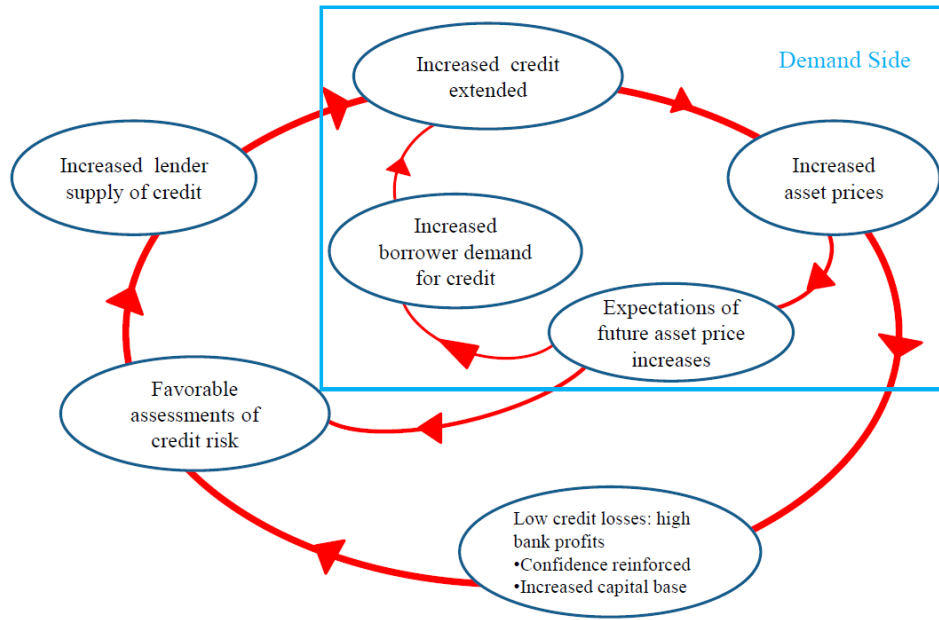 Demand Side
Increased credit
extended
Increased lender
supply of credit
Increased
asset prices
Increased
borrower demand
for credit
Expectations of
future asset price
increases
Favorable
assessments of
credit risk
Low credit losses: high
bank profits
•Confidence reinforced
•Increased capital base